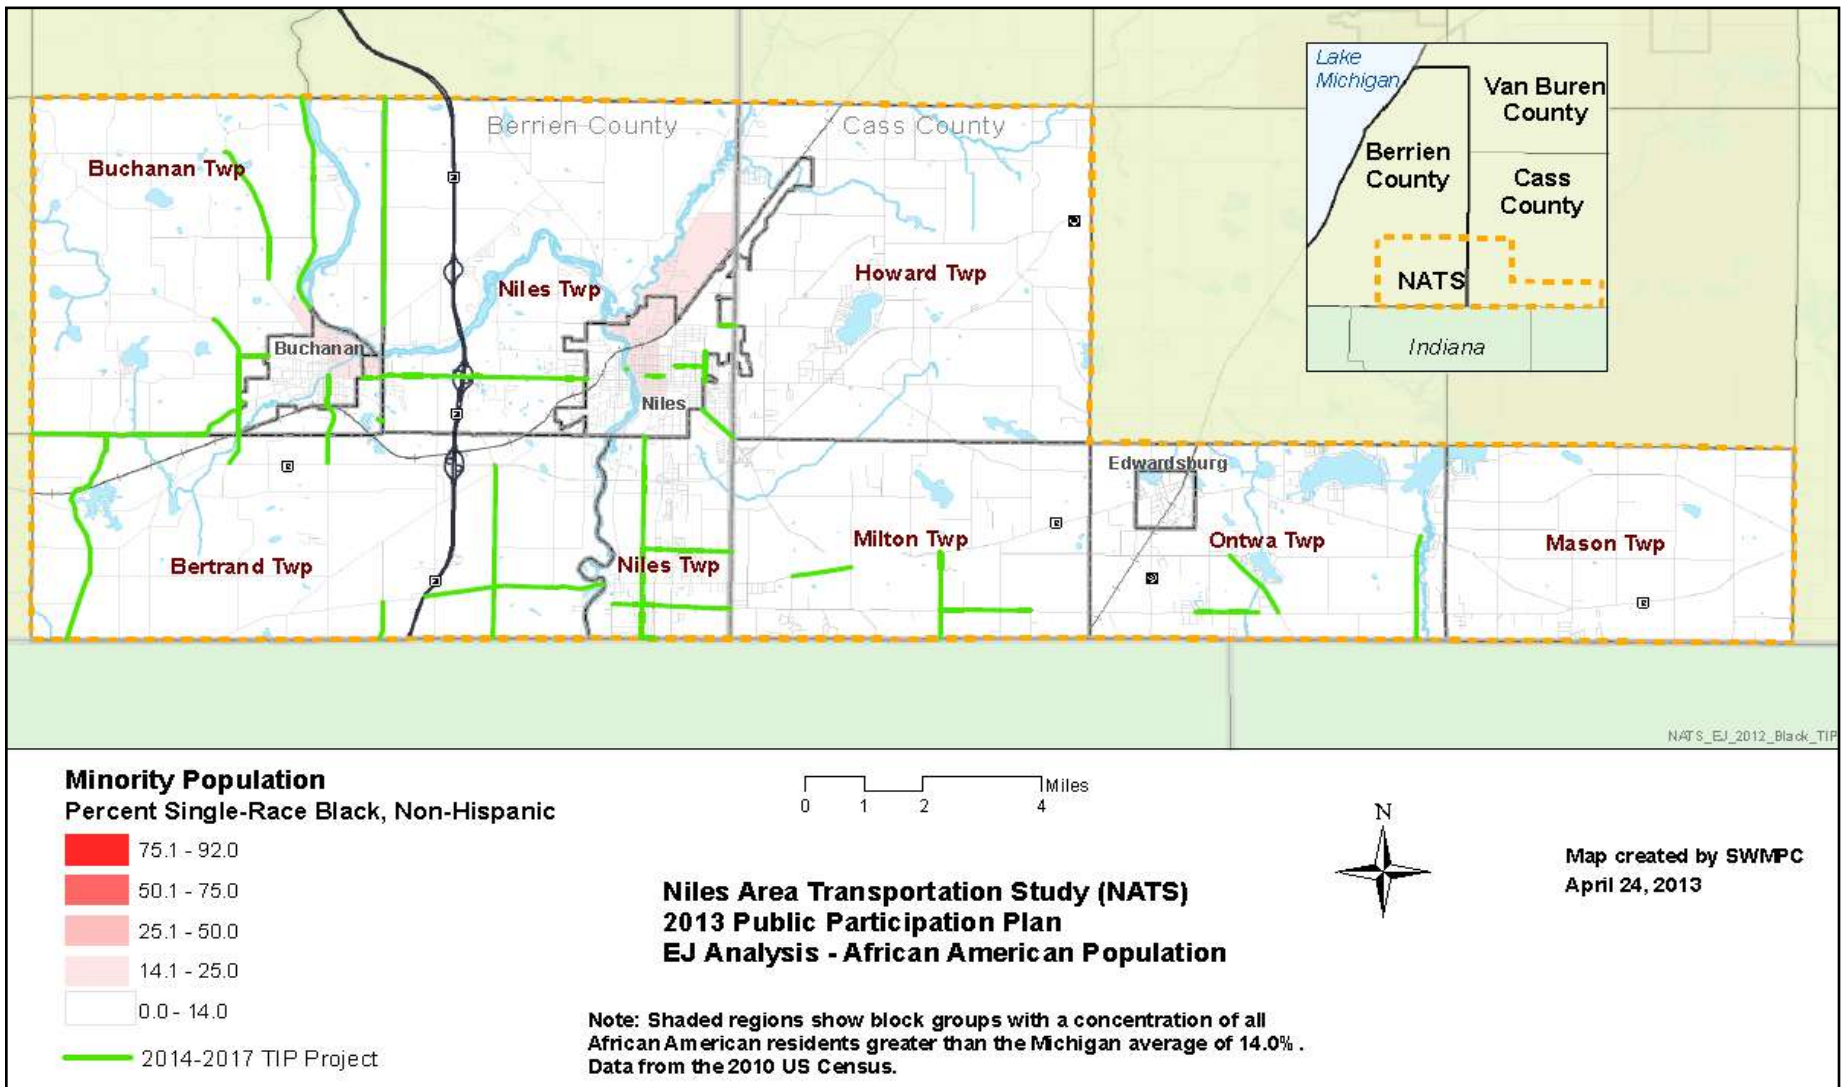 Lake
Michigan
Van Buren
County
Berrien
County
Cass
County
NATS
Indiana
Berrien County
Cass County
Buchanan Twp
Niles Twp
Howard Twp
Buchanan
Niles
Edwardsburg
Bertrand Twp
Niles Twp
Milton Twp
Ontwa Twp
Mason Twp
NATS_EJ_2012_Black_TIP
Minority Population
Percent Single-Race Black, Non-Hispanic
75.1 - 92.0
50.1 - 75.0
25.1 - 50.0
14.1 - 25.0
0.0 - 14.0
2014-2017 TIP Project
Miles
0 1 2 4
N
Map created by SWMPC
April 24, 2013
Niles Area Transportation Study (NATS)
2013 Public Participation Plan
EJ Analysis - African American Population
Note: Shaded regions show block groups with a concentration of all
African American residents greater than the Michigan average of 14.0% .
Data from the 2010 US Census.